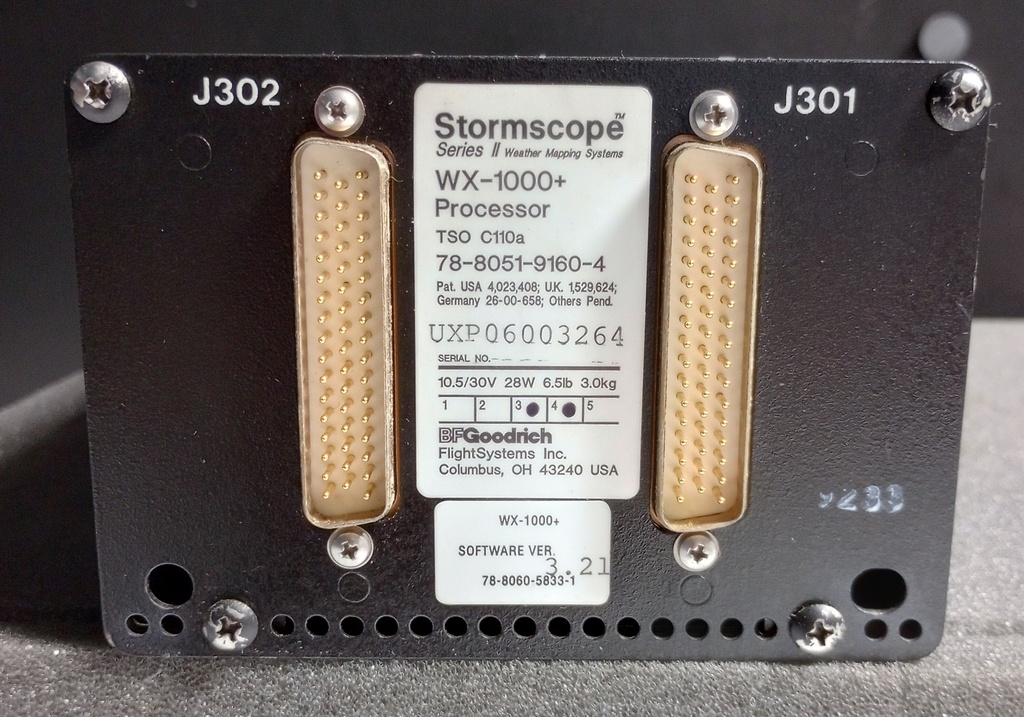 J302
J301
Stormscope™
Series II Weather Mapping Systems
WX-1000+
Processor
TSO C110a
78-8051-9160-4
Pat. USA 4,023,408; U.K. 1,529,624;
Germany 26-00-658; Others Pend.
UXP06003264
SERIAL NO.
10.5/30V 28W 6.5lb 3.0kg
1 2 3 4 5
BFGoodrich
FlightSystems Inc.
Columbus, OH 43240 USA
WX-1000+
SOFTWARE VER.
3.21
78-8060-5833-1